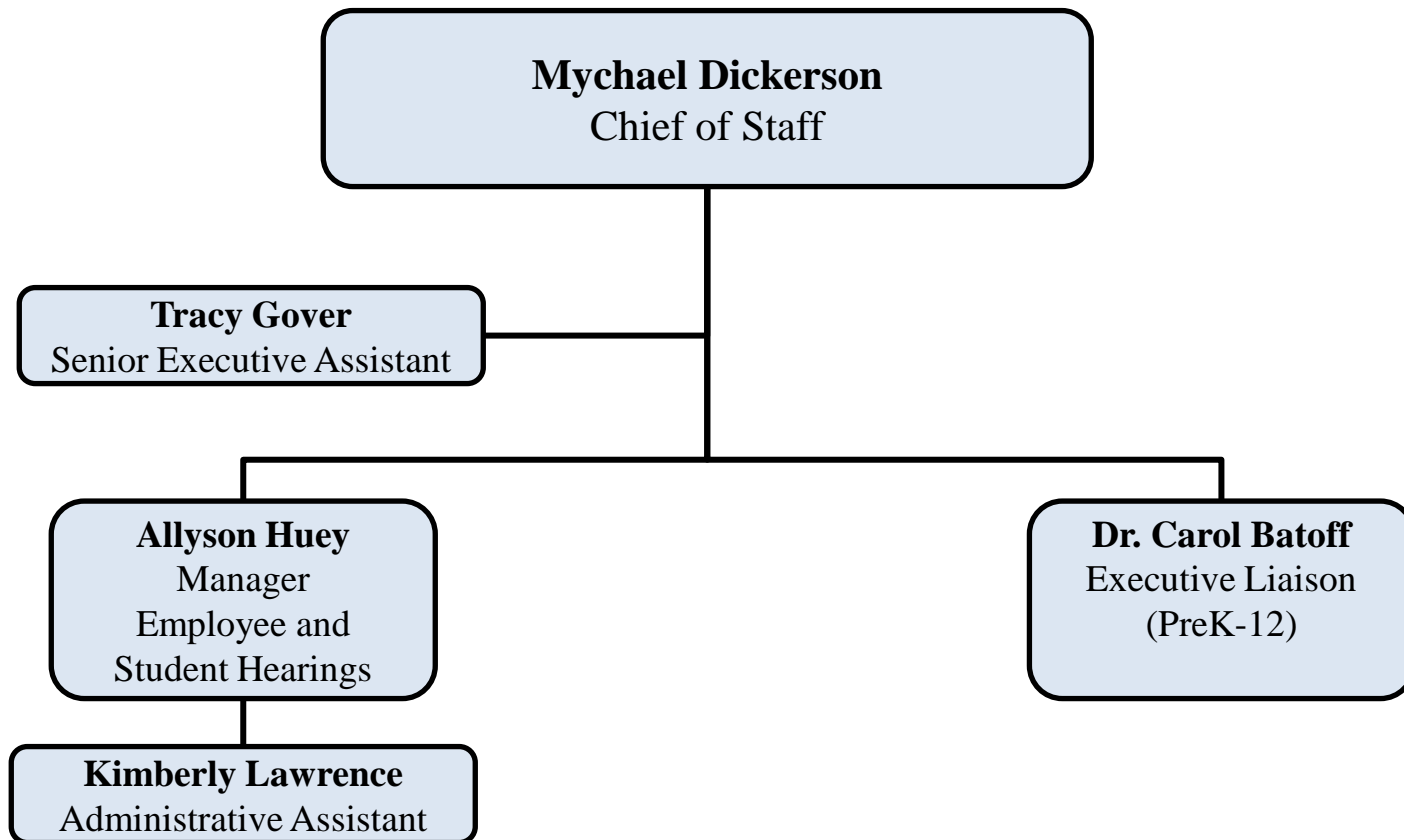 Mychael Dickerson
Chief of Staff
Tracy Gover
Senior Executive Assistant
Allyson Huey
Manager
Employee and
Student Hearings
Dr. Carol Batoff
Executive Liaison
(PreK-12)
Kimberly Lawrence
Administrative Assistant